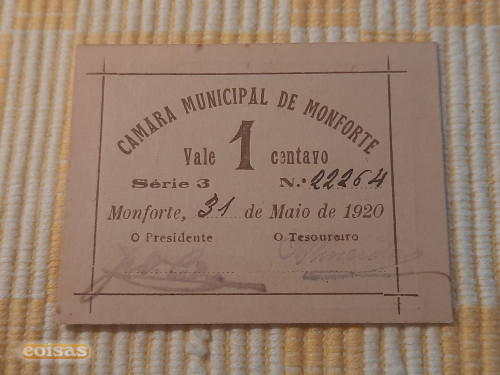 CAMARA MUNICIPAL DE MONFORTE
Vale 1 centavo
Série 3 N.º 22264
Monforte, 31 de Maio de 1920
O Presidente O Tesoureiro
coisas